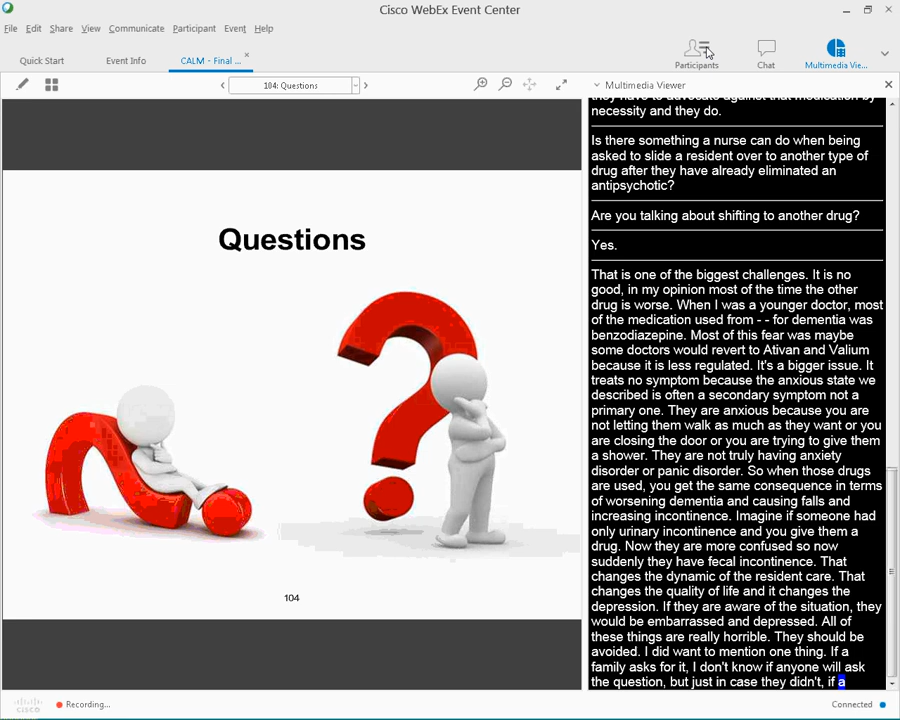 Cisco WebEx Event Center
File Edit Share View Communicate Participant Event Help
Quick Start Event Info CALM - Final ...
Participants Chat Multimedia Vie...
104: Questions
Multimedia Viewer
Questions
104
they have to advocate against that medication by
necessity and they do.
Is there something a nurse can do when being
asked to slide a resident over to another type of
drug after they have already eliminated an
antipsychotic?
Are you talking about shifting to another drug?
Yes.
That is one of the biggest challenges. It is no
good, in my opinion most of the time the other
drug is worse. When I was a younger doctor, most
of the medication used from - - for dementia was
benzodiazepine. Most of this fear was maybe
some doctors would revert to Ativan and Valium
because it is less regulated. It's a bigger issue. It
treats no symptom because the anxious state we
described is often a secondary symptom not a
primary one. They are anxious because you are
not letting them walk as much as they want or you
are closing the door or you are trying to give them
a shower. They are not truly having anxiety
disorder or panic disorder. So when those drugs
are used, you get the same consequence in terms
of worsening dementia and causing falls and
increasing incontinence. Imagine if someone had
only urinary incontinence and you give them a
drug. Now they are more confused so now
suddenly they have fecal incontinence. That
changes the dynamic of the resident care. That
changes the quality of life and it changes the
depression. If they are aware of the situation, they
would be embarrassed and depressed. All of
these things are really horrible. They should be
avoided. I did want to mention one thing. If a
family asks for it, I don't know if anyone will ask
the question, but just in case they didn't, if a
cisco Recording... Connected